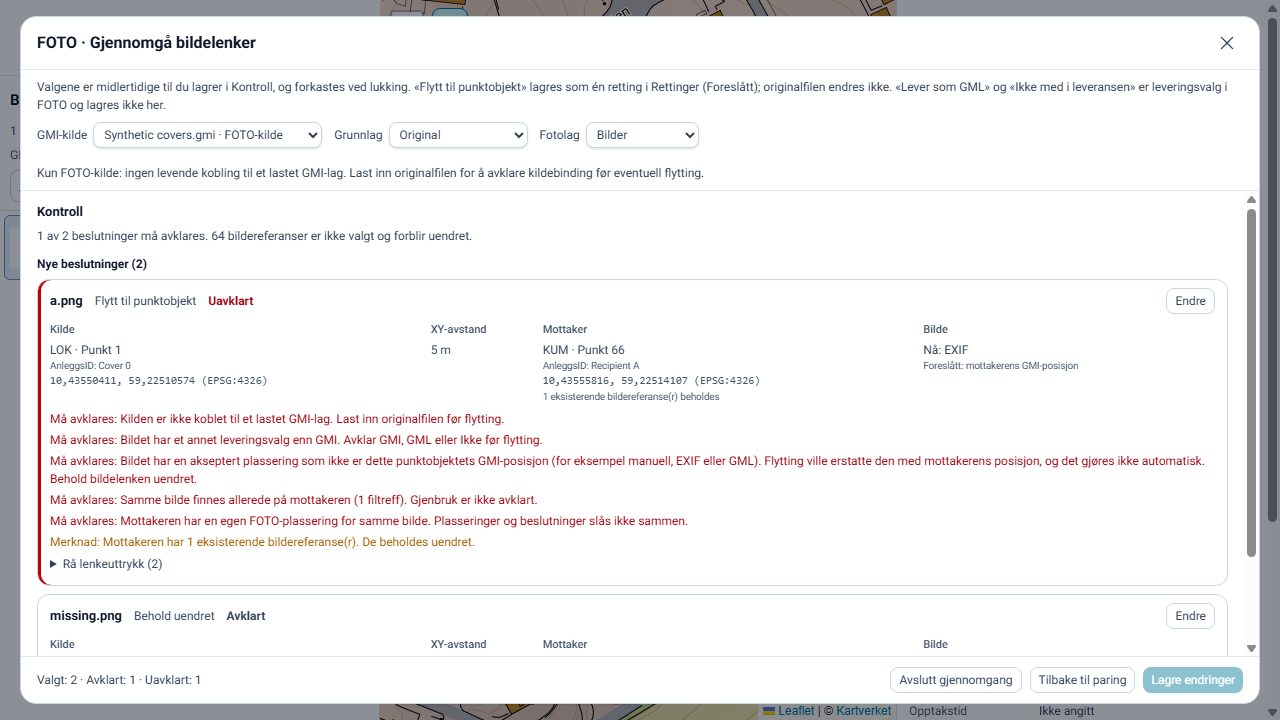 FOTO · Gjennomgå bildelenker
Valgene er midlertidige til du lagrer i Kontroll, og forkastes ved lukking. «Flytt til punktobjekt» lagres som én retting i Rettinger (Foreslått); originalfilen endres ikke. «Lever som GML» og «Ikke med i leveransen» er leveringsvalg i
FOTO og lagres ikke her.
GMI-kilde Synthetic covers.gmi · FOTO-kilde Grunnlag Original Fotolag Bilder
Kun FOTO-kilde: ingen levende kobling til et lastet GMI-lag. Last inn originalfilen for å avklare kildebinding før eventuell flytting.
Kontroll
1 av 2 beslutninger må avklares. 64 bildereferanser er ikke valgt og forblir uendret.
Nye beslutninger (2)
a.png Flytt til punktobjekt Uavklart Endre
Kilde XY-avstand Mottaker Bilde
LOK · Punkt 1 5 m KUM · Punkt 66 Nå: EXIF
AnleggsID: Cover 0 AnleggsID: Recipient A Foreslått: mottakerens GMI-posisjon
10,43550411, 59,22510574 (EPSG:4326) 10,43555816, 59,22514107 (EPSG:4326)
1 eksisterende bildereferanse(r) beholdes
Må avklares: Kilden er ikke koblet til et lastet GMI-lag. Last inn originalfilen før flytting.
Må avklares: Bildet har et annet leveringsvalg enn GMI. Avklar GMI, GML eller Ikke før flytting.
Må avklares: Bildet har en akseptert plassering som ikke er dette punktobjektets GMI-posisjon (for eksempel manuell, EXIF eller GML). Flytting ville erstatte den med mottakerens posisjon, og det gjøres ikke automatisk.
Behold bildelenken uendret.
Må avklares: Samme bilde finnes allerede på mottakeren (1 filtreff). Gjenbruk er ikke avklart.
Må avklares: Mottakeren har en egen FOTO-plassering for samme bilde. Plasseringer og beslutninger slås ikke sammen.
Merknad: Mottakeren har 1 eksisterende bildereferanse(r). De beholdes uendret.
Rå lenkeuttrykk (2)
missing.png Behold uendret Avklart Endre
Kilde XY-avstand Mottaker Bilde
Valgt: 2 · Avklart: 1 · Uavklart: 1 Avslutt gjennomgang Tilbake til paring Lagre endringer
Leaflet | © Kartverket Opptakstid Ikke angitt